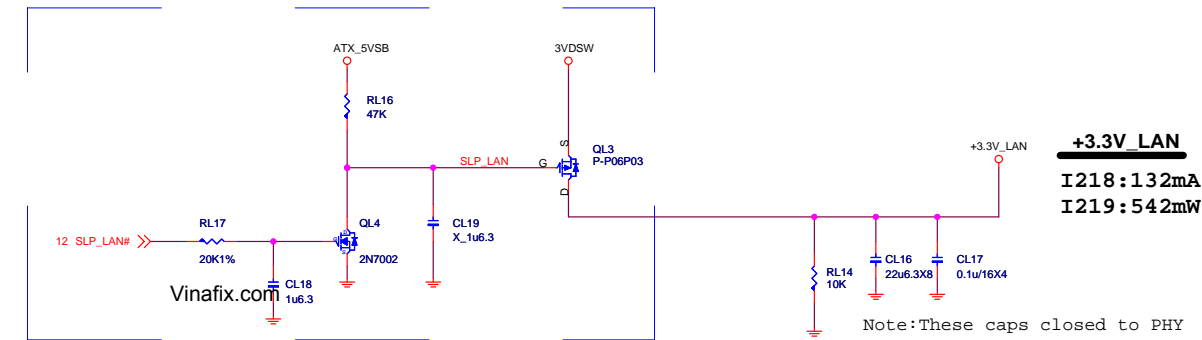 ATX_5VSB
3VDSW
RL16
47K
QL3
P-P06P03
S
G
D
SLP_LAN
+3.3V_LAN
+3.3V_LAN
I218:132mA
I219:542mW
RL17
20K1%
12 SLP_LAN#
QL4
2N7002
CL19
X_1u6.3
CL18
1u6.3
Vinafix.com
RL14
10K
CL16
22u6.3X8
CL17
0.1u/16X4
Note:These caps closed to PHY